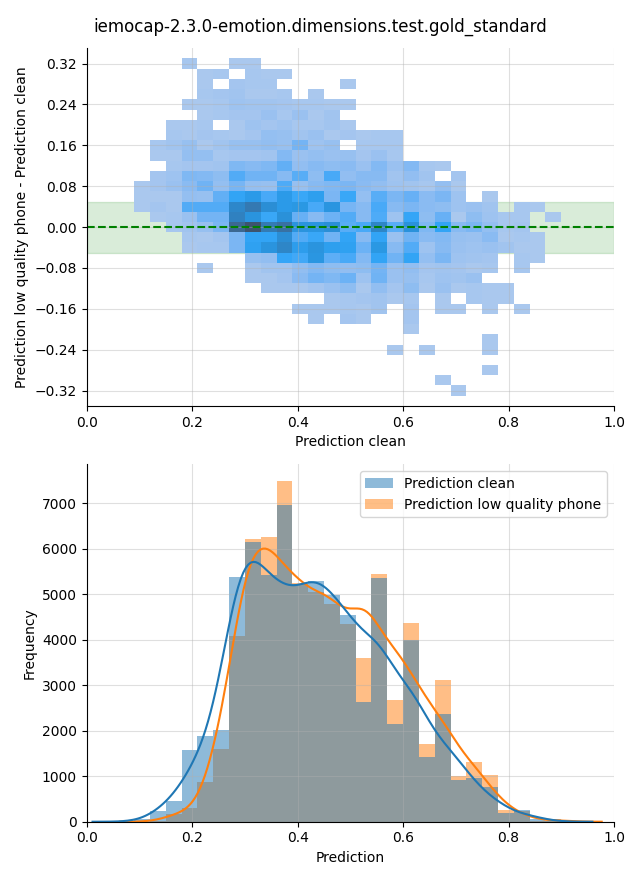 iemocap-2.3.0-emotion.dimensions.test.gold_standard
0.32
0.24
0.16
0.08
0.00
−0.08
−0.16
−0.24
−0.32
Prediction low quality phone - Prediction clean
0.0 0.2 0.4 0.6 0.8 1.0
Prediction clean
Prediction clean
Prediction low quality phone
7000
6000
5000
4000
3000
2000
1000
0
Frequency
0.0 0.2 0.4 0.6 0.8 1.0
Prediction